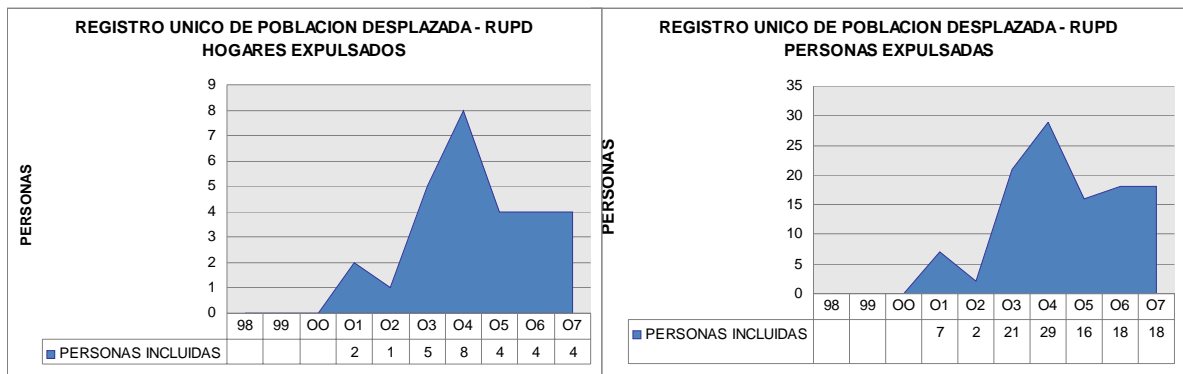 REGISTRO UNICO DE POBLACION DESPLAZADA - RUPD
HOGARES EXPULSADOS
PERSONAS
9
8
7
6
5
4
3
2
1
0
98 99 OO O1 O2 O3 O4 O5 O6 O7
PERSONAS INCLUIDAS 2 1 5 8 4 4 4
REGISTRO UNICO DE POBLACION DESPLAZADA - RUPD
PERSONAS EXPULSADAS
PERSONAS
35
30
25
20
15
10
5
0
98 99 OO O1 O2 O3 O4 O5 O6 O7
PERSONAS INCLUIDAS 7 2 21 29 16 18 18